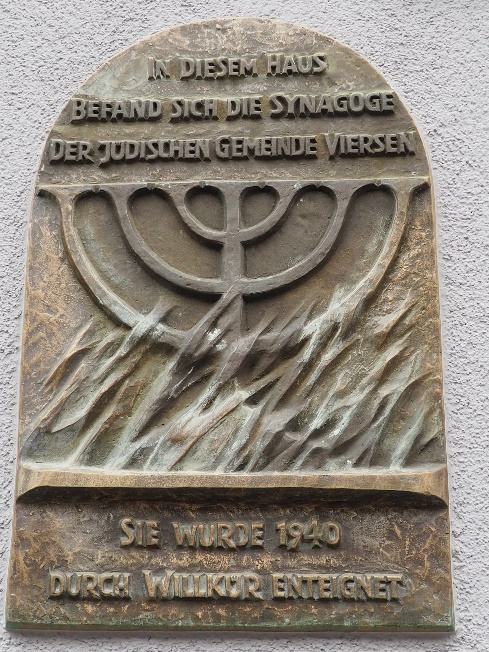 IN DIESEM HAUS
BEFAND SICH DIE SYNAGOGE
DER JÜDISCHEN GEMEINDE VIERSEN
SIE WURDE 1940
DURCH WILLKÜR ENTEIGNET